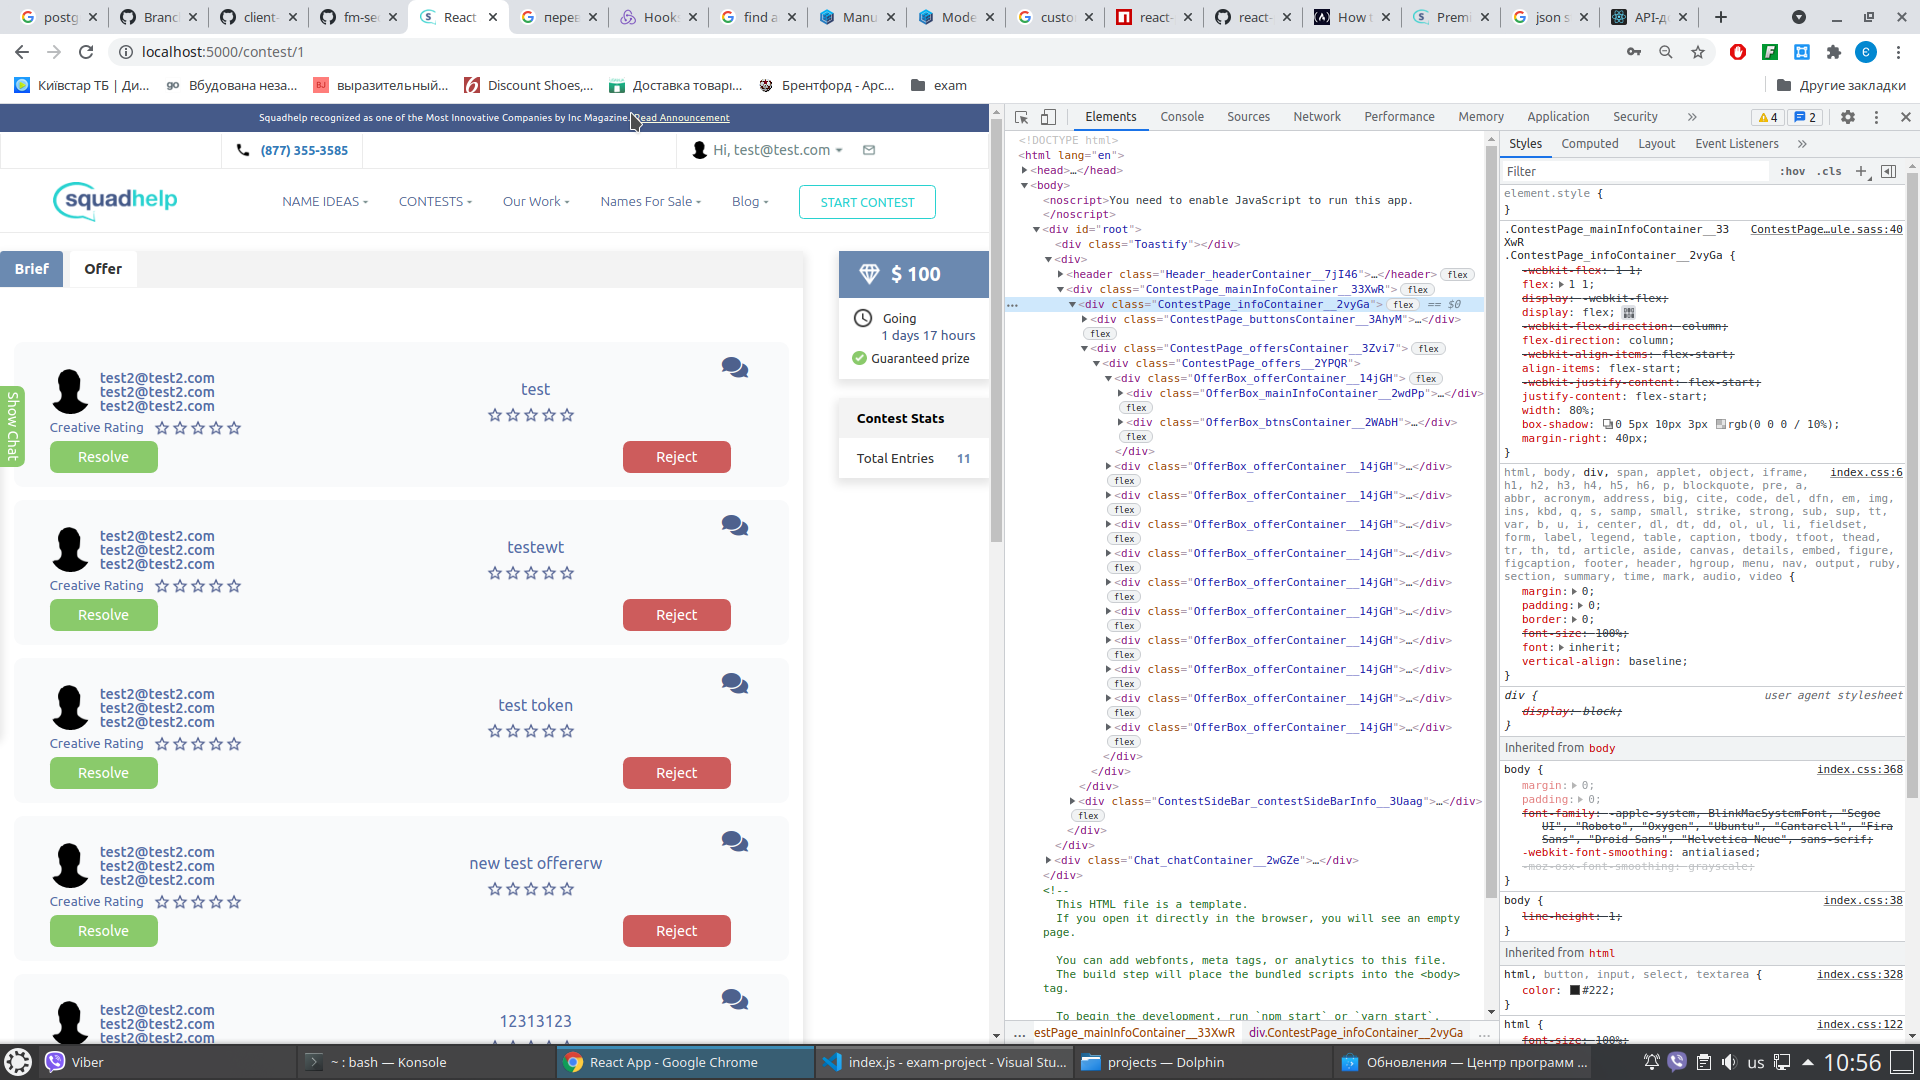 postg
Branc
client-
fm-se
React
перев
Hook
find a
Manu
Mode
custo
react-
react-
How t
Premi
json s
API-д
localhost:5000/contest/1
Київстар ТБ | Ди...
Вбудована неза...
выразительный...
Discount Shoes,...
Доставка товарі...
Брентфорд - Арс...
exam
Другие закладки
Squadhelp recognized as one of the Most Innovative Companies by Inc Magazine. Read Announcement
(877) 355-3585
Hi, test@test.com
squadhelp
NAME IDEAS
CONTESTS
Our Work
Names For Sale
Blog
START CONTEST
Brief
Offer
$ 100
Going
1 days 17 hours
Guaranteed prize
Contest Stats
Total Entries 11
Show Chat
test2@test2.com
test2@test2.com
test2@test2.com
Creative Rating
test
Resolve
Reject
test2@test2.com
test2@test2.com
test2@test2.com
Creative Rating
testewt
Resolve
Reject
test2@test2.com
test2@test2.com
test2@test2.com
Creative Rating
test token
Resolve
Reject
test2@test2.com
test2@test2.com
test2@test2.com
Creative Rating
new test offererw
Resolve
Reject
test2@test2.com
test2@test2.com
test2@test2.com
12313123
Elements
Console
Sources
Network
Performance
Memory
Application
Security
4
2
<!DOCTYPE html>
<html lang="en">
<head>…</head>
<body>
<noscript>You need to enable JavaScript to run this app.
</noscript>
<div id="root">
<div class="Toastify"></div>
<div>
<header class="Header_headerContainer__7jI46">…</header> flex
<div class="ContestPage_mainInfoContainer__33XwR"> flex
<div class="ContestPage_infoContainer__2vyGa"> flex == $0
<div class="ContestPage_buttonsContainer__3AhyM">…</div>
flex
<div class="ContestPage_offersContainer__3Zvi7"> flex
<div class="ContestPage_offers__2YPQR">
<div class="OfferBox_offerContainer__14jGH"> flex
<div class="OfferBox_mainInfoContainer__2wdPp">…</div>
flex
<div class="OfferBox_btnsContainer__2WAbH">…</div>
flex
</div>
<div class="OfferBox_offerContainer__14jGH">…</div>
flex
<div class="OfferBox_offerContainer__14jGH">…</div>
flex
<div class="OfferBox_offerContainer__14jGH">…</div>
flex
<div class="OfferBox_offerContainer__14jGH">…</div>
flex
<div class="OfferBox_offerContainer__14jGH">…</div>
flex
<div class="OfferBox_offerContainer__14jGH">…</div>
flex
<div class="OfferBox_offerContainer__14jGH">…</div>
flex
<div class="OfferBox_offerContainer__14jGH">…</div>
flex
<div class="OfferBox_offerContainer__14jGH">…</div>
flex
<div class="OfferBox_offerContainer__14jGH">…</div>
flex
</div>
</div>
</div>
<div class="ContestSideBar_contestSideBarInfo__3Uaag">…</div>
flex
</div>
</div>
<div class="Chat_chatContainer__2wGZe">…</div>
</div>
<!--
This HTML file is a template.
If you open it directly in the browser, you will see an empty
page.
You can add webfonts, meta tags, or analytics to this file.
The build step will place the bundled scripts into the <body>
tag.
To begin the development, run `npm start` or `yarn start`.
... estPage_mainInfoContainer__33XwR div.ContestPage_infoContainer__2vyGa ...
Styles
Computed
Layout
Event Listeners
Filter
:hov .cls
element.style {
}
.ContestPage_mainInfoContainer__33 ContestPage…ule.sass:40
XwR
.ContestPage_infoContainer__2vyGa {
-webkit-flex: 1 1;
flex: 1 1;
display: -webkit-flex;
display: flex;
-webkit-flex-direction: column;
flex-direction: column;
-webkit-align-items: flex-start;
align-items: flex-start;
-webkit-justify-content: flex-start;
justify-content: flex-start;
width: 80%;
box-shadow: 0 5px 10px 3px rgb(0 0 0 / 10%);
margin-right: 40px;
}
html, body, div, span, applet, object, iframe, index.css:6
h1, h2, h3, h4, h5, h6, p, blockquote, pre, a,
abbr, acronym, address, big, cite, code, del, dfn, em, img,
ins, kbd, q, s, samp, small, strike, strong, sub, sup, tt,
var, b, u, i, center, dl, dt, dd, ol, ul, li, fieldset,
form, label, legend, table, caption, tbody, tfoot, thead,
tr, th, td, article, aside, canvas, details, embed, figure,
figcaption, footer, header, hgroup, menu, nav, output, ruby,
section, summary, time, mark, audio, video {
margin: 0;
padding: 0;
border: 0;
font-size: 100%;
font: inherit;
vertical-align: baseline;
}
div { user agent stylesheet
display: block;
}
Inherited from body
body { index.css:368
margin: 0;
padding: 0;
font-family: -apple-system, BlinkMacSystemFont, "Segoe
UI", "Roboto", "Oxygen", "Ubuntu", "Cantarell", "Fira
Sans", "Droid Sans", "Helvetica Neue", sans-serif;
-webkit-font-smoothing: antialiased;
-moz-osx-font-smoothing: grayscale;
}
body { index.css:38
line-height: 1;
}
Inherited from html
html, button, input, select, textarea { index.css:328
color: #222;
}
html { index.css:122
font-size: 100%;
Viber
~ : bash — Konsole
React App - Google Chrome
index.js - exam-project - Visual Stu...
projects — Dolphin
Обновления — Центр программ ...
us
10:56